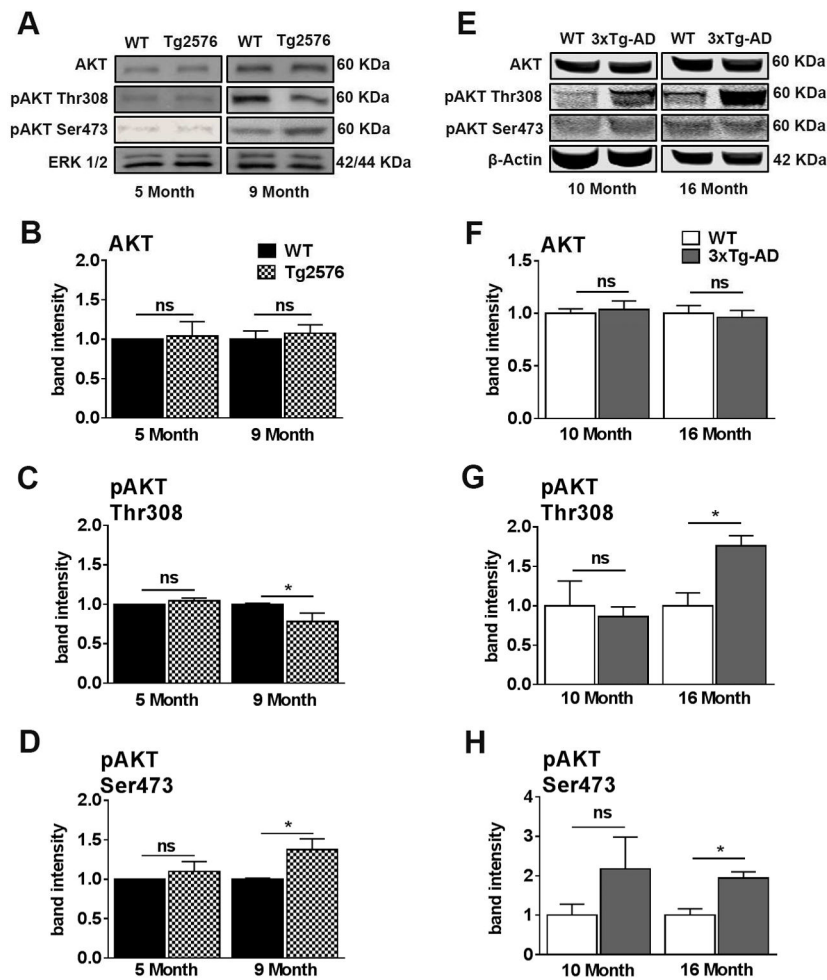 A
WT Tg2576 WT Tg2576
AKT 60 KDa
pAKT Thr308 60 KDa
pAKT Ser473 60 KDa
ERK 1/2 42/44 KDa
5 Month 9 Month
E
WT 3xTg-AD WT 3xTg-AD
AKT 60 KDa
pAKT Thr308 60 KDa
pAKT Ser473 60 KDa
β-Actin 42 KDa
10 Month 16 Month
B
AKT
WT
Tg2576
band intensity
2.0
1.5
1.0
0.5
0.0
ns ns
5 Month 9 Month
F
AKT
WT
3xTg-AD
band intensity
1.5
1.0
0.5
0.0
ns ns
10 Month 16 Month
C
pAKT
Thr308
band intensity
2.0
1.5
1.0
0.5
0.0
ns *
5 Month 9 Month
G
pAKT
Thr308
band intensity
2.0
1.5
1.0
0.5
0.0
ns *
10 Month 16 Month
D
pAKT
Ser473
band intensity
2.0
1.5
1.0
0.5
0.0
ns *
5 Month 9 Month
H
pAKT
Ser473
band intensity
4
3
2
1
0
ns *
10 Month 16 Month